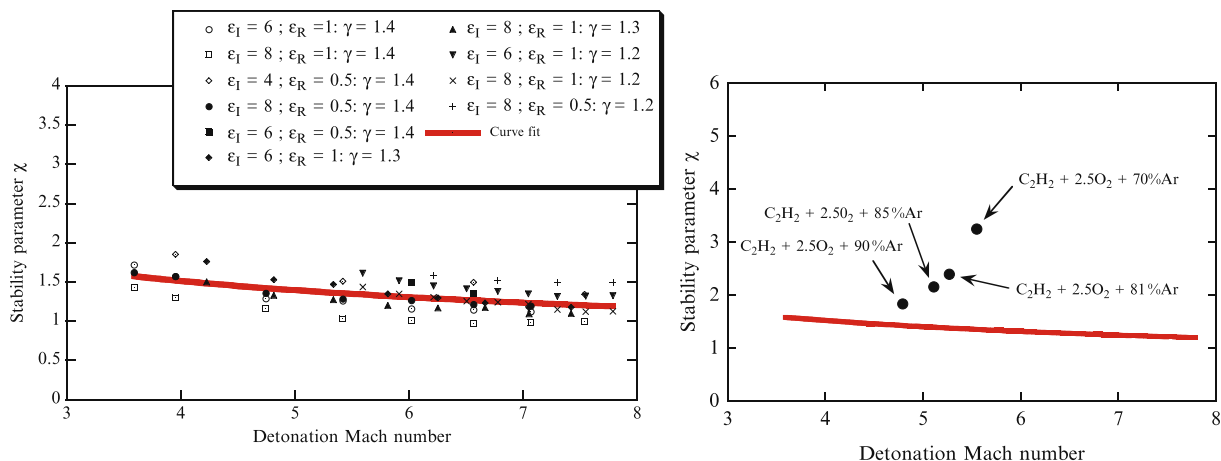 ε_I = 6 ; ε_R =1: γ = 1.4
ε_I = 8 ; ε_R =1: γ = 1.4
ε_I = 4 ; ε_R = 0.5: γ = 1.4
ε_I = 8 ; ε_R = 0.5: γ = 1.4
ε_I = 6 ; ε_R = 0.5: γ = 1.4
ε_I = 6 ; ε_R = 1: γ = 1.3
ε_I = 8 ; ε_R = 1: γ = 1.3
ε_I = 6 ; ε_R = 1: γ = 1.2
ε_I = 8 ; ε_R = 1: γ = 1.2
ε_I = 8 ; ε_R = 0.5: γ = 1.2
Curve fit
Stability parameter χ
4
3.5
3
2.5
2
1.5
1
0.5
0
3 4 5 6 7 8
Detonation Mach number
Stability parameter χ
6
5
4
3
2
1
0
C₂H₂ + 2.5O₂ + 70%Ar
C₂H₂ + 2.50₂ + 85%Ar
C₂H₂ + 2.5O₂ + 90%Ar
C₂H₂ + 2.5O₂ + 81%Ar
3 4 5 6 7 8
Detonation Mach number